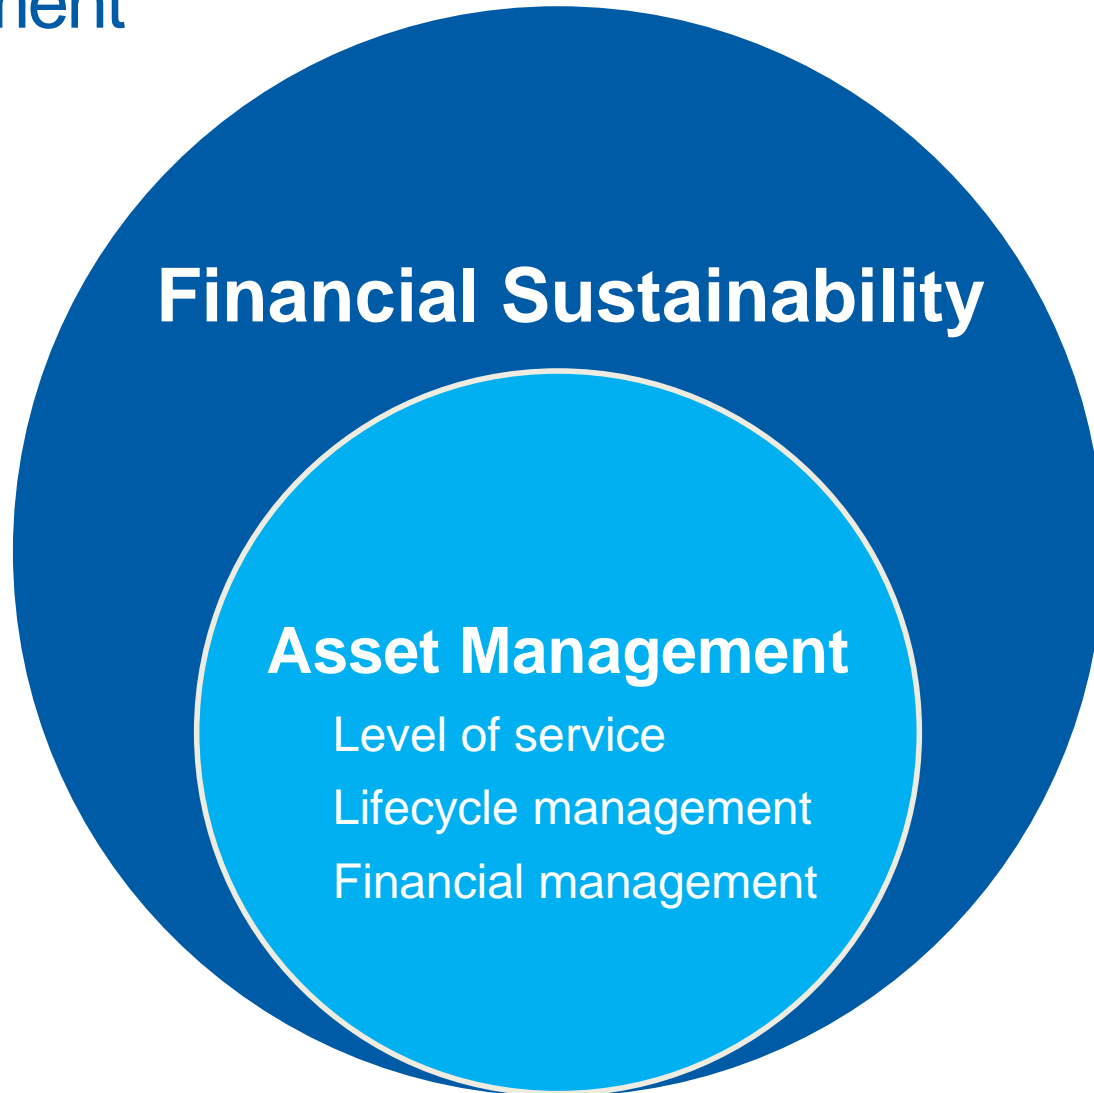 Financial Sustainability
Asset Management
Level of service
Lifecycle management
Financial management